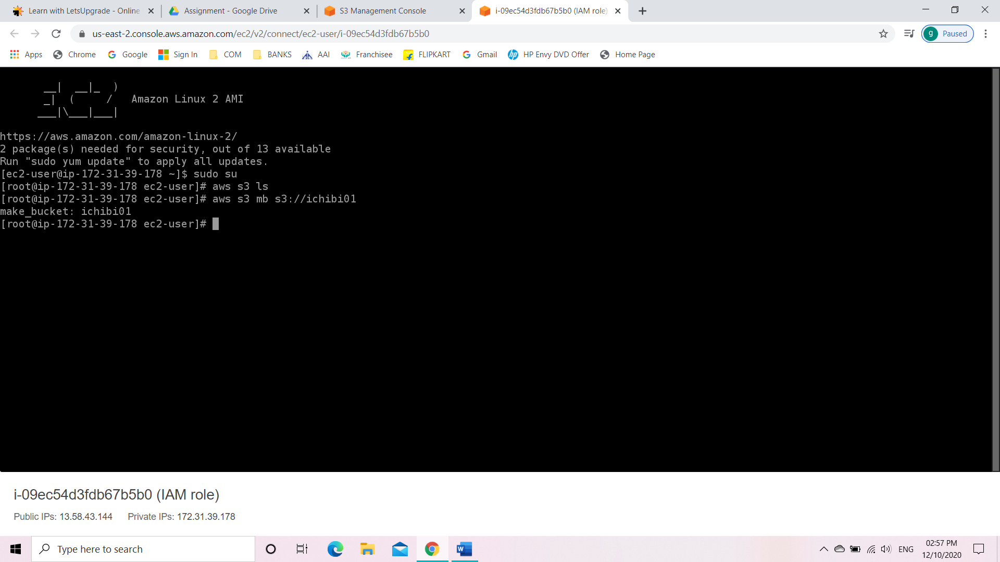 Learn with LetsUpgrade - Online
Assignment - Google Drive
S3 Management Console
i-09ec54d3fdb67b5b0 (IAM role)
us-east-2.console.aws.amazon.com/ec2/v2/connect/ec2-user/i-09ec54d3fdb67b5b0
g Paused
Apps Chrome Google Sign In COM BANKS AAI Franchisee FLIPKART Gmail HP Envy DVD Offer Home Page
       __|  __|_  )
       _|  (     /   Amazon Linux 2 AMI
      ___|\___|___|
https://aws.amazon.com/amazon-linux-2/
2 package(s) needed for security, out of 13 available
Run "sudo yum update" to apply all updates.
[ec2-user@ip-172-31-39-178 ~]$ sudo su
[root@ip-172-31-39-178 ec2-user]# aws s3 ls
[root@ip-172-31-39-178 ec2-user]# aws s3 mb s3://ichibi01
make_bucket: ichibi01
[root@ip-172-31-39-178 ec2-user]#
i-09ec54d3fdb67b5b0 (IAM role)
Public IPs: 13.58.43.144 Private IPs: 172.31.39.178
Type here to search
W
ENG
02:57 PM
12/10/2020